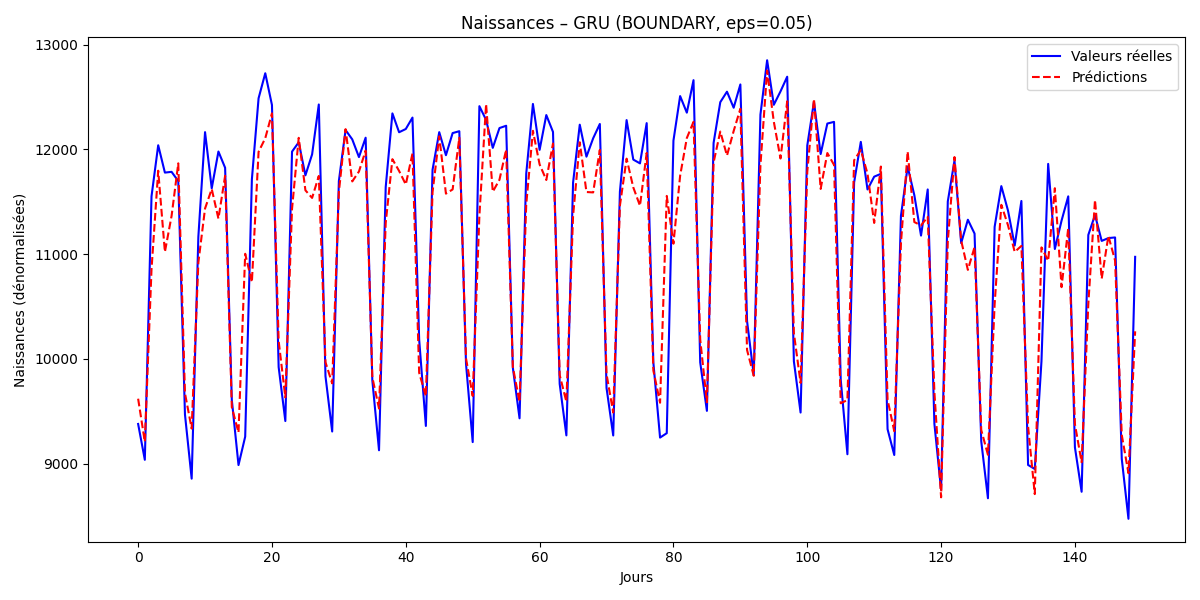 Naissances – GRU (BOUNDARY, eps=0.05)
Valeurs réelles
Prédictions
Naissances (dénormalisées)
13000
12000
11000
10000
9000
0 20 40 60 80 100 120 140
Jours